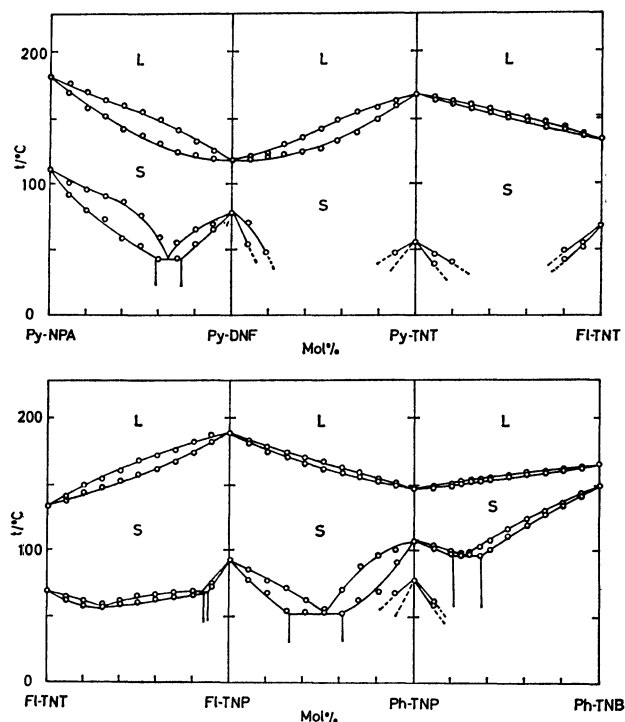 200
L
L
L
t/°C
S
100
S
S
0
Py-NPA
Py-DNF
Py-TNT
Fl-TNT
Mol%
200
L
L
L
t/°C
S
S
S
100
0
Fl-TNT
Fl-TNP
Ph-TNP
Ph-TNB
Mol%